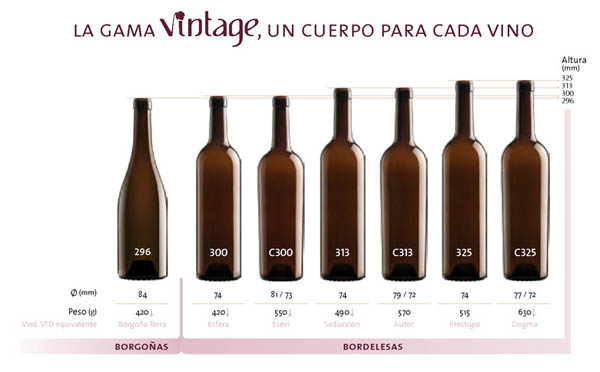 LA GAMA Vintage, UN CUERPO PARA CADA VINO
Altura
(mm)
325
313
300
296
296 300 C300 313 C313 325 C325
Ø (mm) 84 74 81 / 73 74 79 / 72 74 77 / 72
Peso (g) 420↓ 420↓ 550↓ 490↓ 570 515 630↓
Mod. STD equivalente Borgoña Tierra Esfera Esevi Seducción Autor Prestigio Dogma
BORGOÑAS BORDELESAS